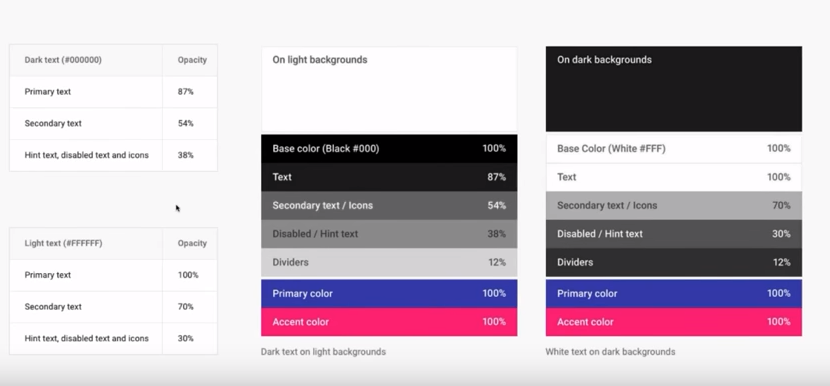 Dark text (#000000) Opacity
Primary text 87%
Secondary text 54%
Hint text, disabled text and icons 38%
Light text (#FFFFFF) Opacity
Primary text 100%
Secondary text 70%
Hint text, disabled text and icons 30%
On light backgrounds
Base color (Black #000) 100%
Text 87%
Secondary text / Icons 54%
Disabled / Hint text 38%
Dividers 12%
Primary color 100%
Accent color 100%
Dark text on light backgrounds
On dark backgrounds
Base Color (White #FFF) 100%
Text 100%
Secondary text / Icons 70%
Disabled / Hint text 30%
Dividers 12%
Primary color 100%
Accent color 100%
White text on dark backgrounds